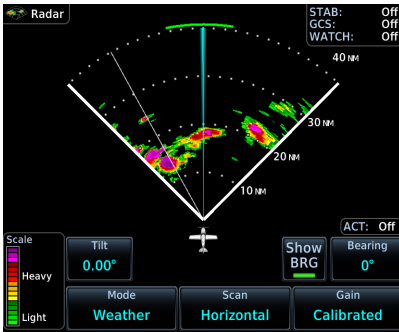 Radar
STAB: Off
GCS: Off
WATCH: Off
40 NM
30 NM
20 NM
10 NM
ACT: Off
Scale
Heavy
Light
Tilt
0.00°
Show
BRG
Bearing
0°
Mode
Weather
Scan
Horizontal
Gain
Calibrated